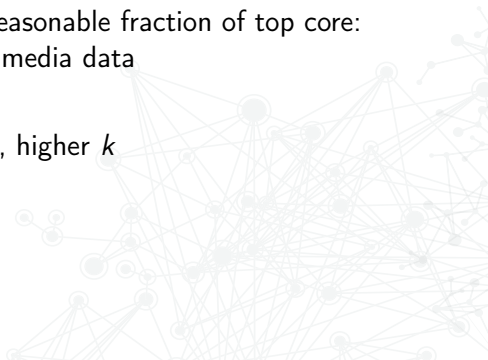 easonable fraction of top core:
media data
, higher k